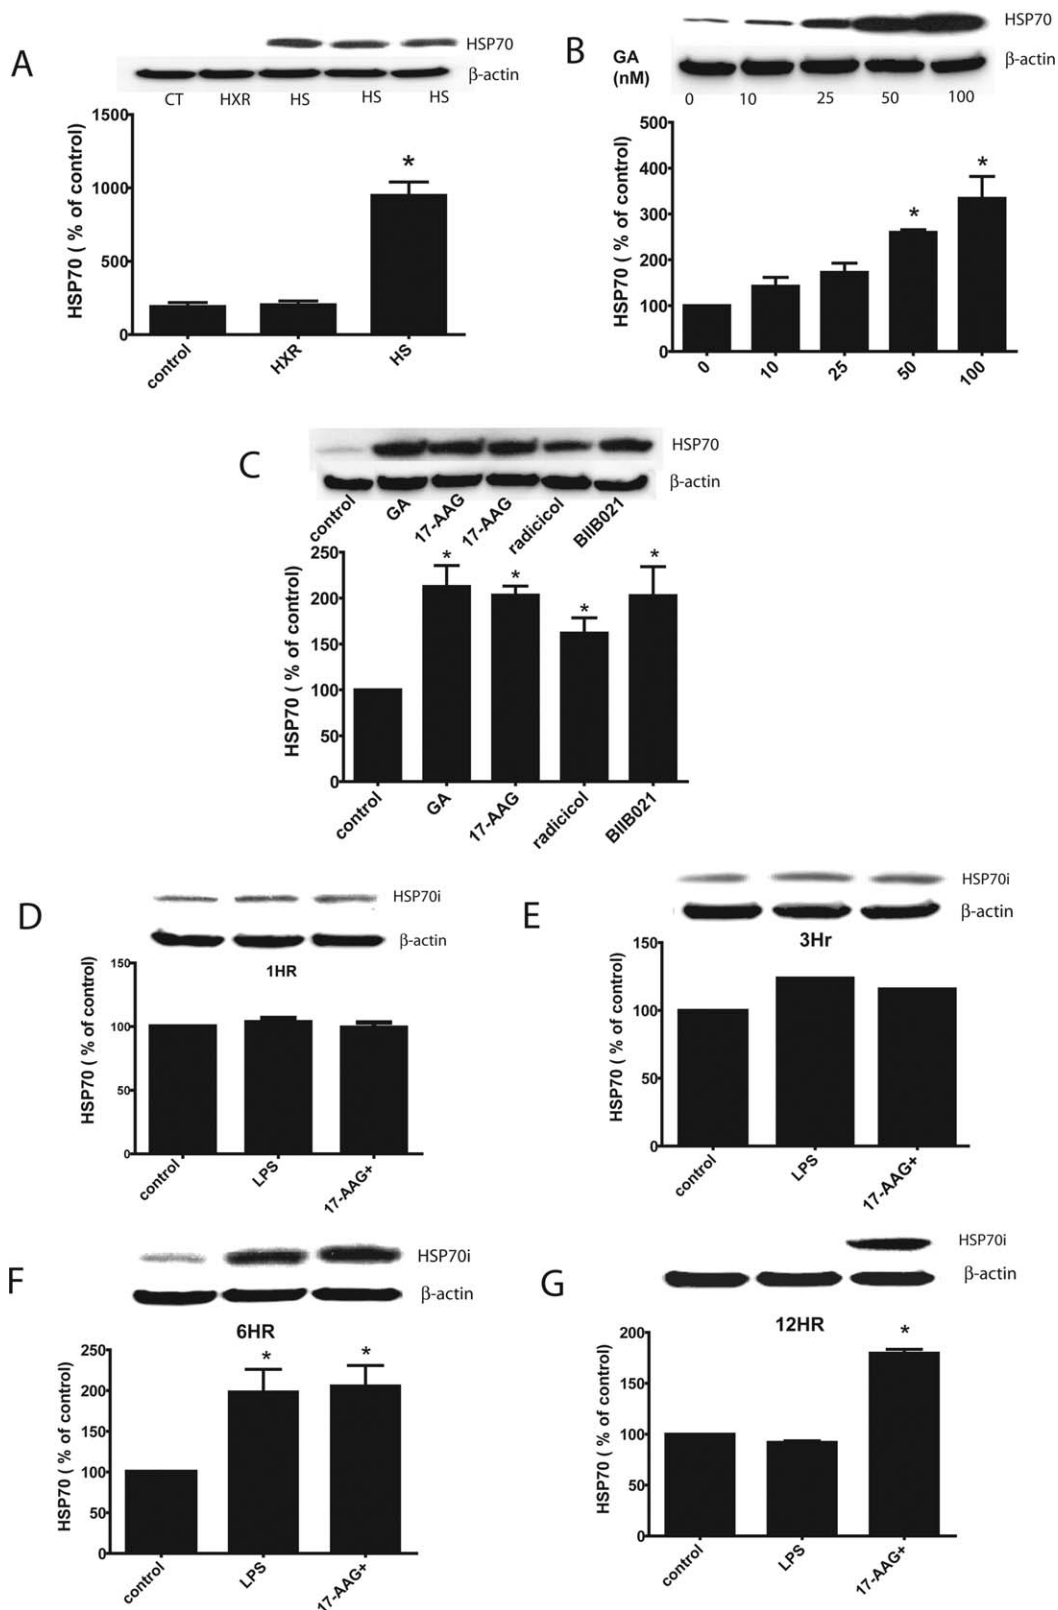 A
HSP70
β-actin
CT HXR HS HS HS
HSP70 ( % of control)
1500
1000
500
0
*
control HXR HS
B
HSP70
β-actin
GA
(nM)
0 10 25 50 100
HSP70 ( % of control)
500
400
300
200
100
0
* *
0 10 25 50 100
C
HSP70
β-actin
control GA 17-AAG 17-AAG radicicol BIIB021
HSP70 ( % of control)
250
200
150
100
50
0
* * * *
control GA 17-AAG radicicol BIIB021
D
HSP70i
β-actin
1HR
HSP70 ( % of control)
150
100
50
0
control LPS 17-AAG+
E
HSP70i
β-actin
3Hr
HSP70 ( % of control)
150
100
50
0
control LPS 17-AAG+
F
HSP70i
β-actin
6HR
HSP70 ( % of control)
250
200
150
100
50
0
* *
control LPS 17-AAG+
G
HSP70i
β-actin
12HR
HSP70 ( % of control)
200
150
100
50
0
*
control LPS 17-AAG+